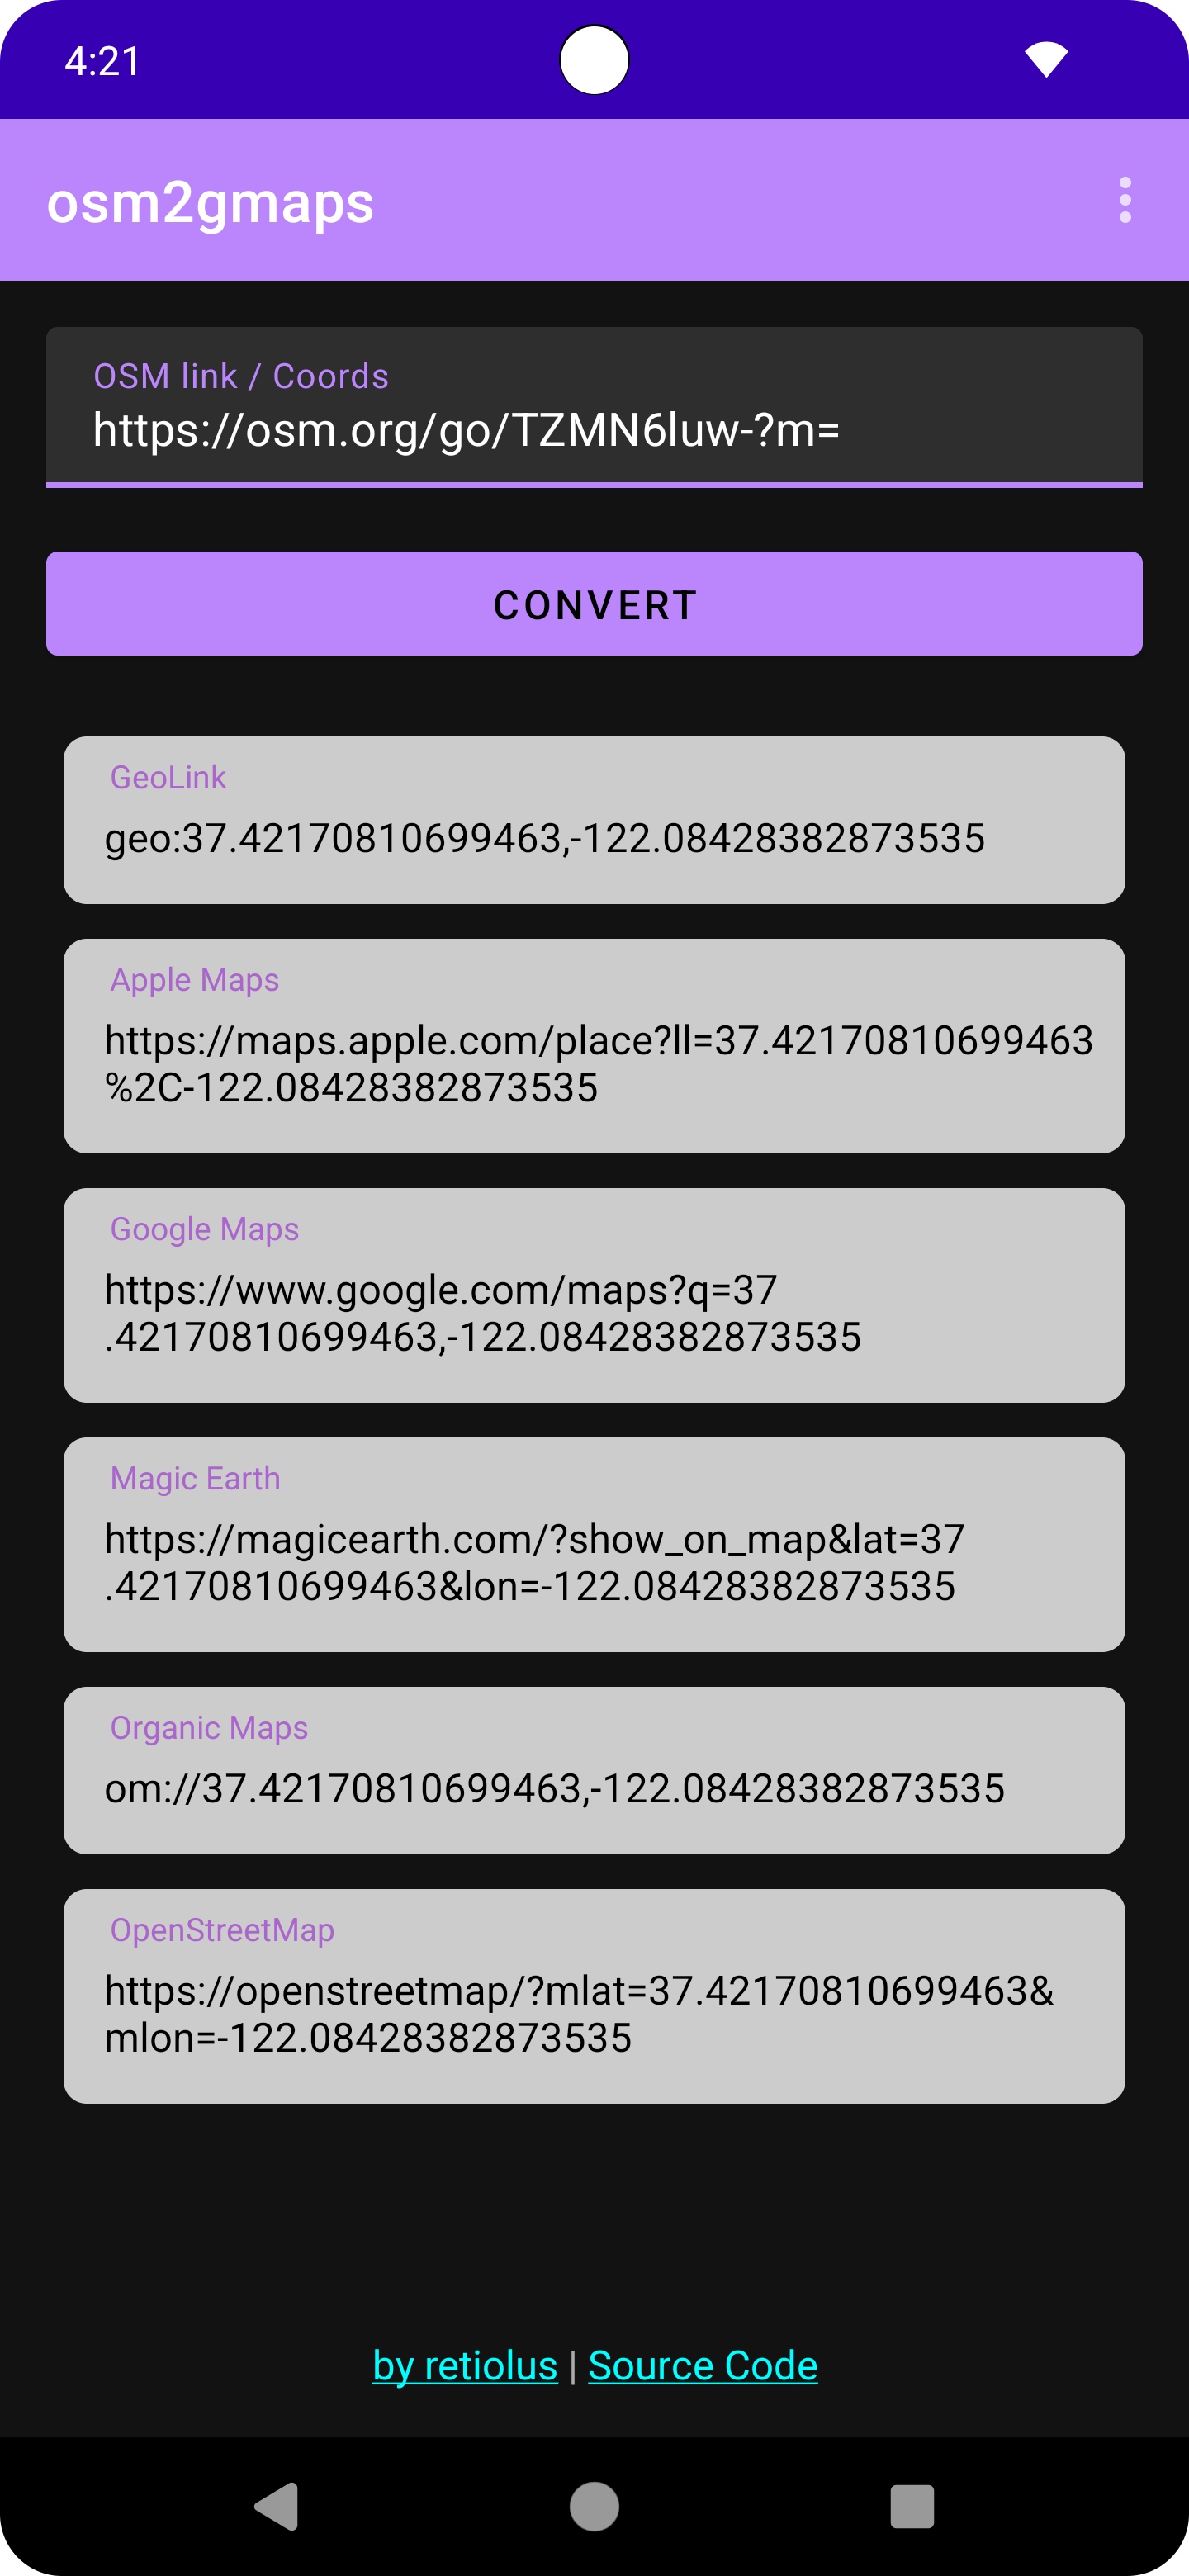 4:21
osm2gmaps
OSM link / Coords
https://osm.org/go/TZMN6luw-?m=
CONVERT
GeoLink
geo:37.42170810699463,-122.08428382873535
Apple Maps
https://maps.apple.com/place?ll=37.42170810699463
%2C-122.08428382873535
Google Maps
https://www.google.com/maps?q=37
.42170810699463,-122.08428382873535
Magic Earth
https://magicearth.com/?show_on_map&lat=37
.42170810699463&lon=-122.08428382873535
Organic Maps
om://37.42170810699463,-122.08428382873535
OpenStreetMap
https://openstreetmap/?mlat=37.42170810699463&
mlon=-122.08428382873535
by retiolus | Source Code